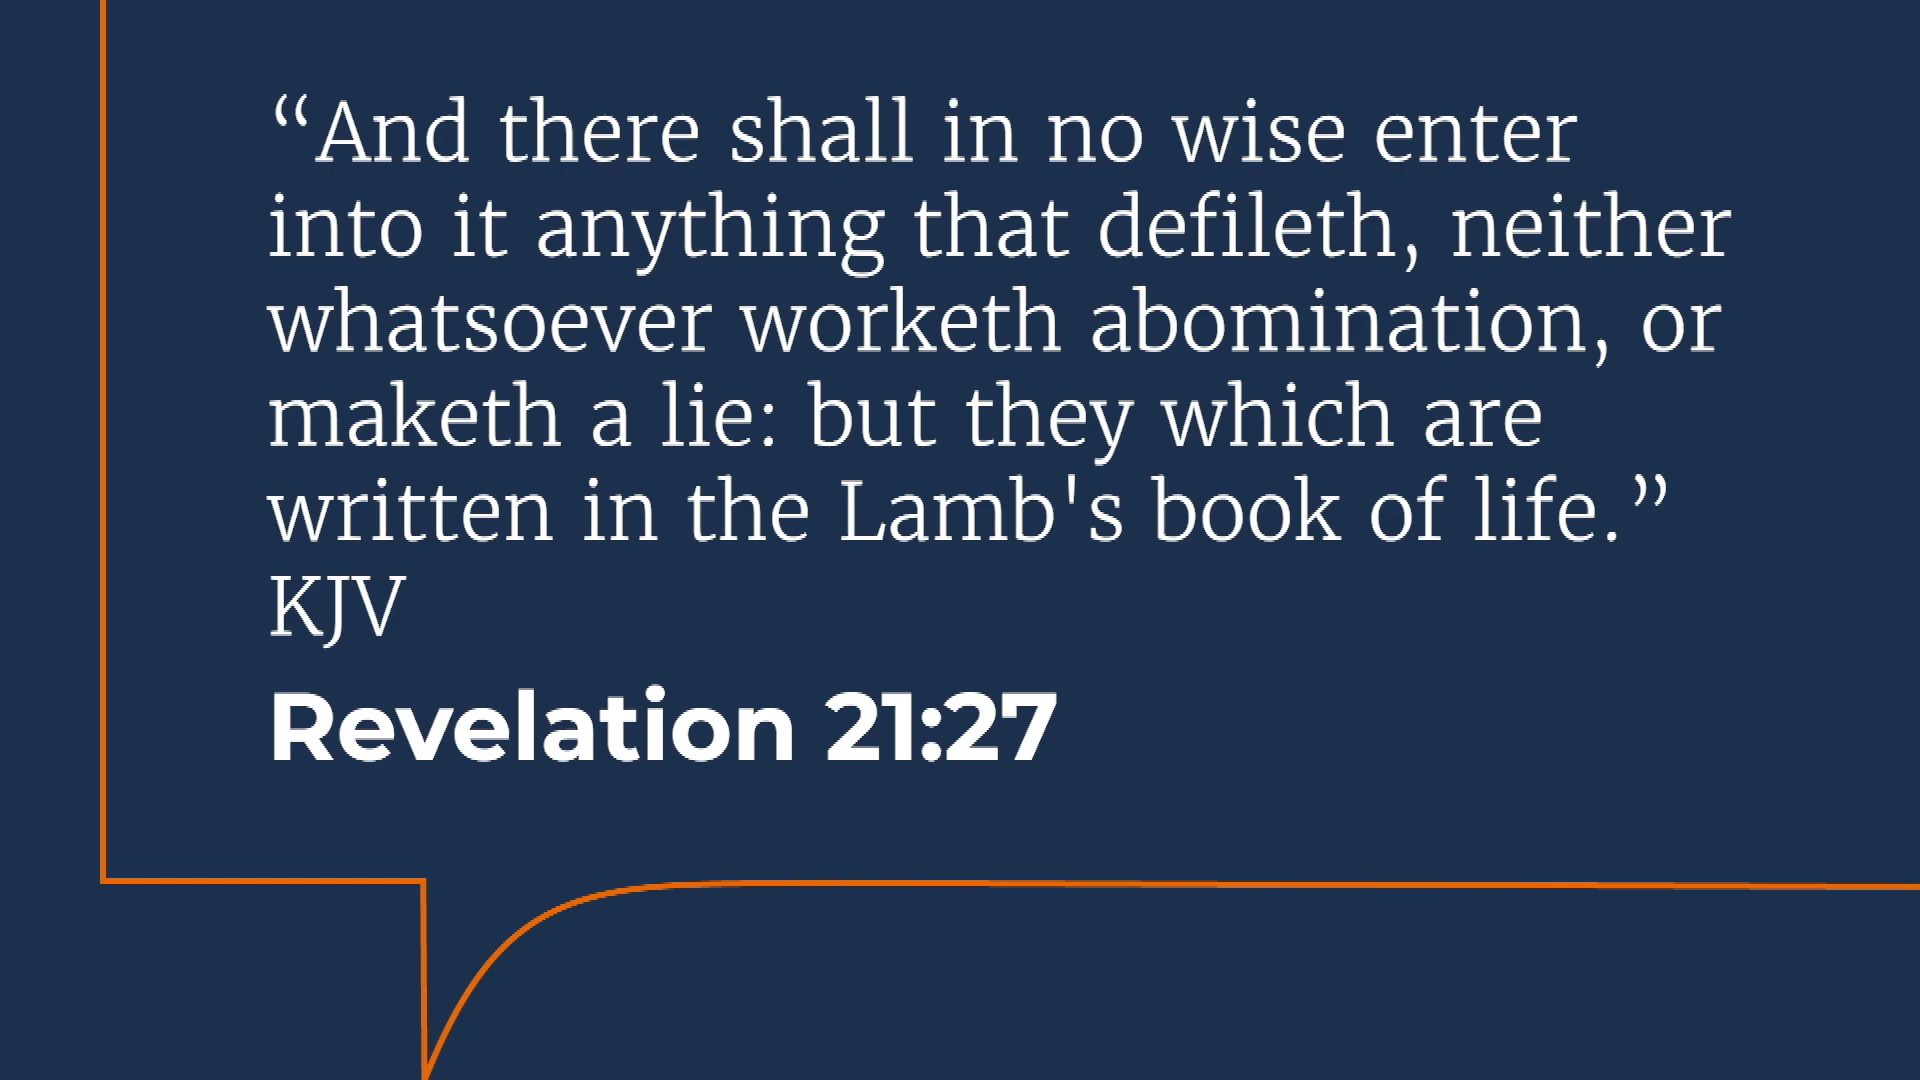 “And there shall in no wise enter
into it anything that defileth, neither
whatsoever worketh abomination, or
maketh a lie: but they which are
written in the Lamb's book of life.”
KJV
Revelation 21:27